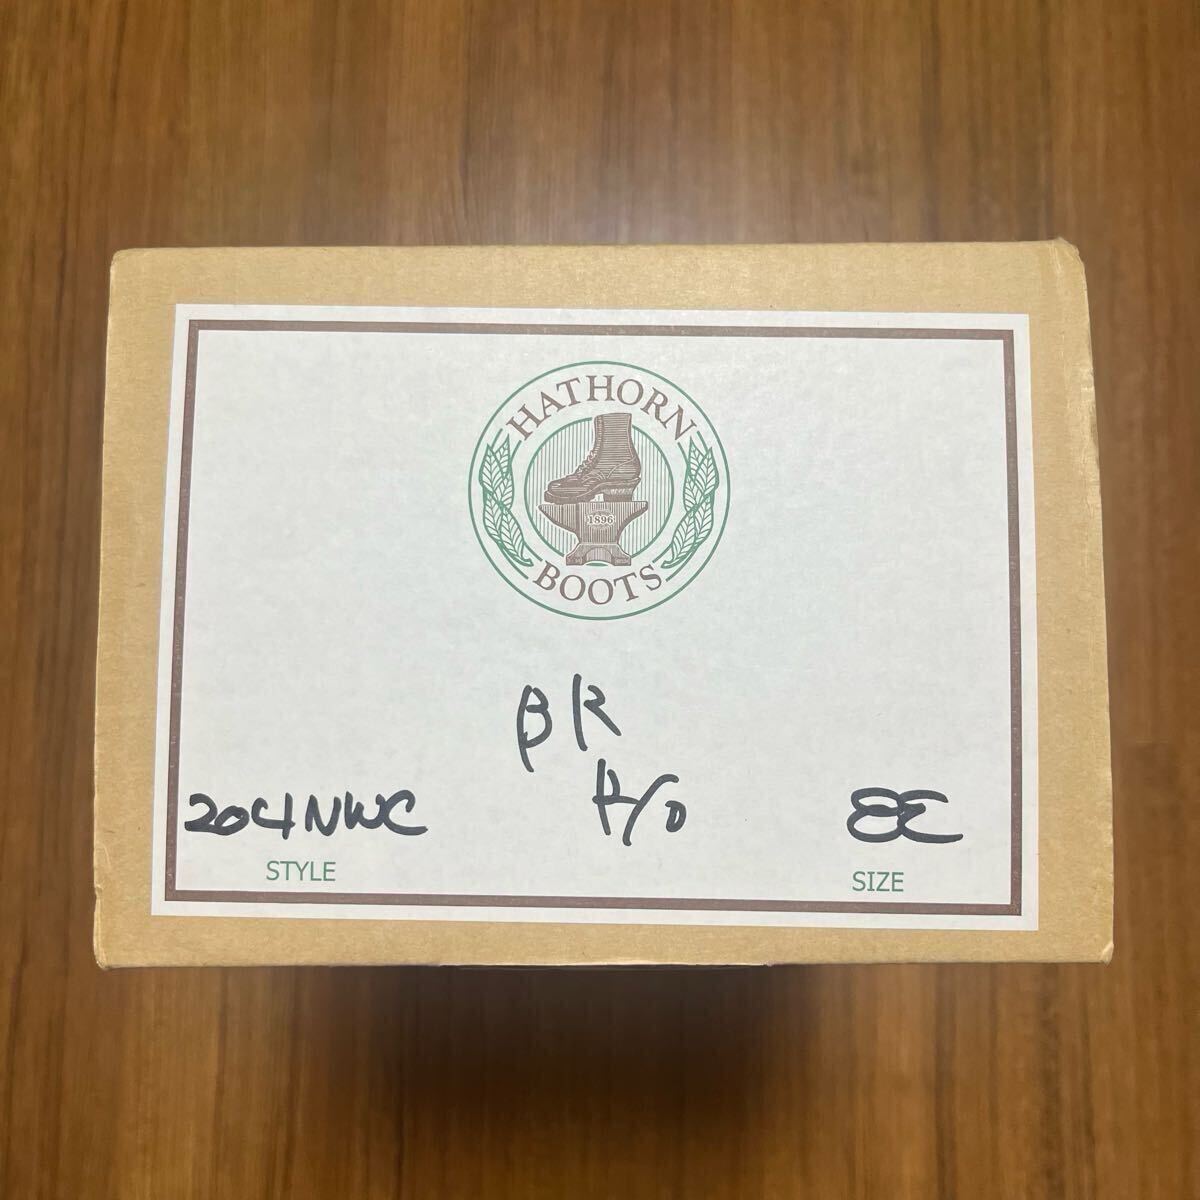 HATHORN
1896
BOOTS
BR
204NWC R/O 8E
STYLE SIZE